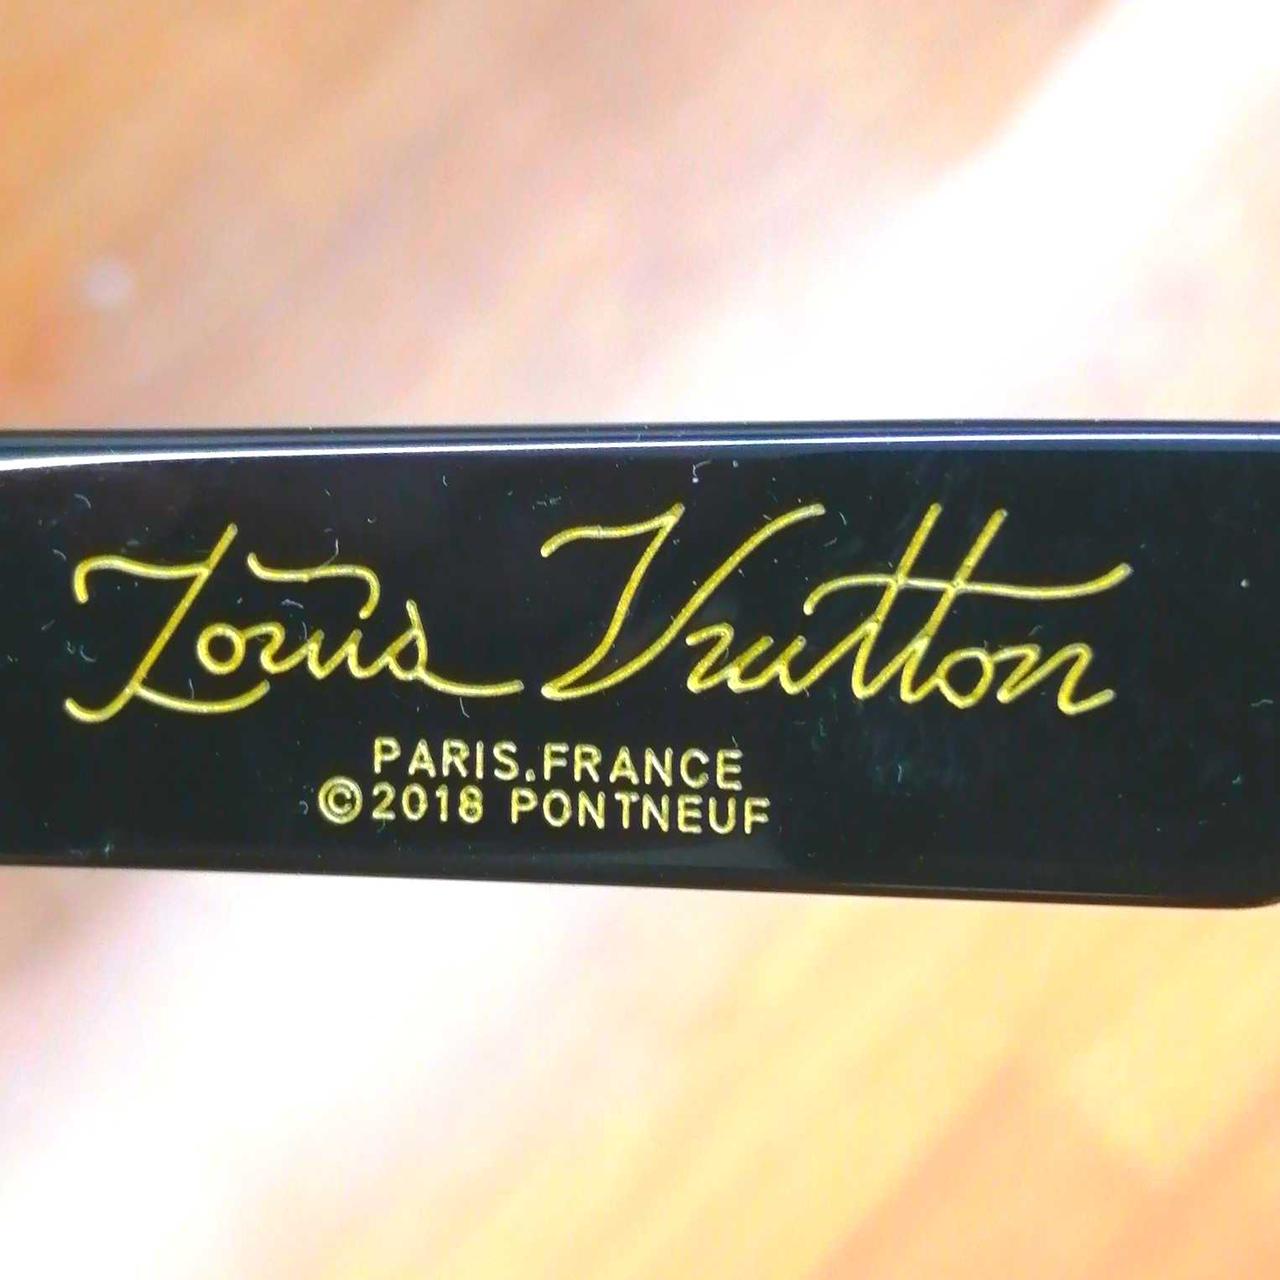 Louis Vuitton
PARIS.FRANCE
©2018 PONTNEUF